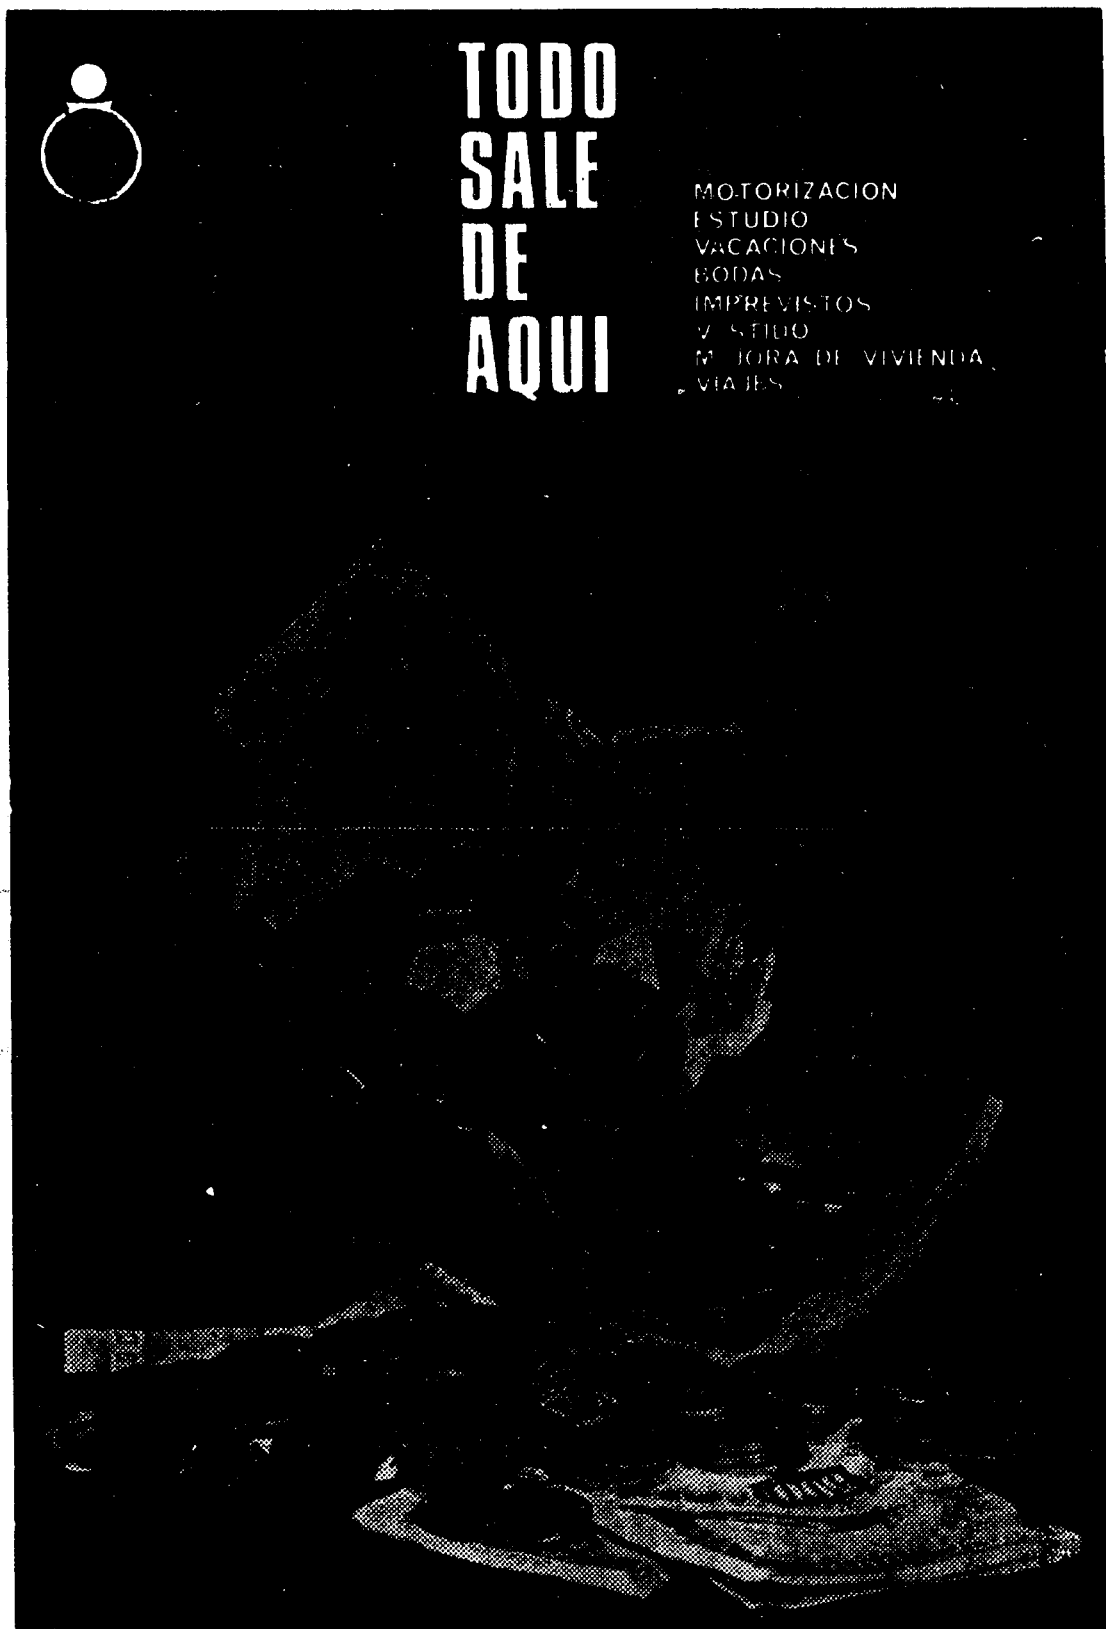 TODO
SALE
DE
AQUI
MOTORIZACION
ESTUDIO
VACACIONES
BODAS
IMPREVISTOS
VESTIDO
MEJORA DE VIVIENDA
VIAJES